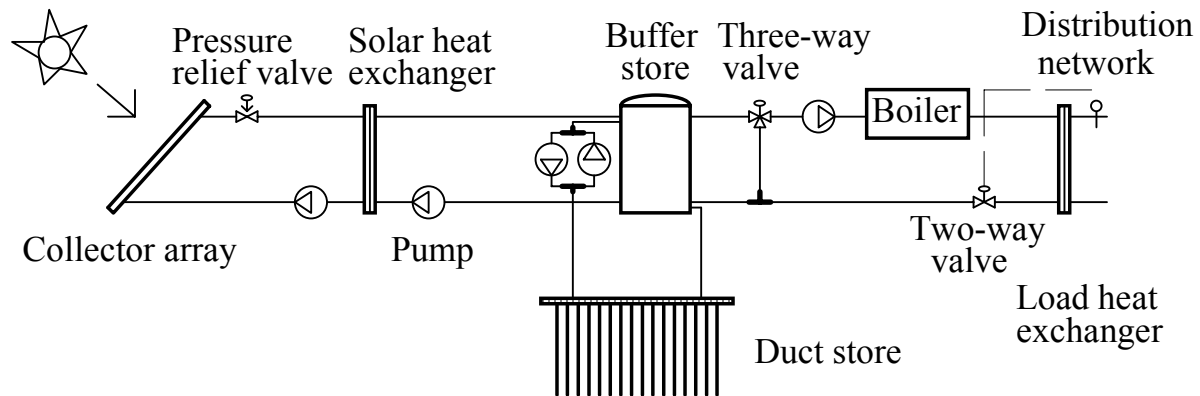 Pressure
relief valve
Solar heat
exchanger
Buffer
store
Three-way
valve
Distribution
network
Boiler
Collector array
Pump
Two-way
valve
Load heat
exchanger
Duct store